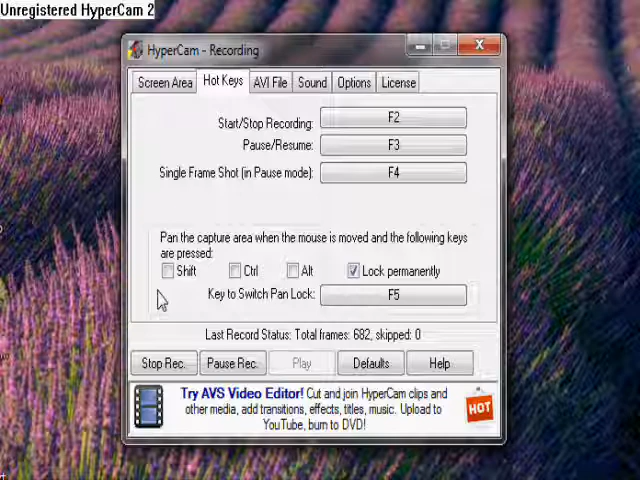 Unregistered HyperCam 2
HyperCam - Recording
Screen Area Hot Keys AVI File Sound Options License
Start/Stop Recording: F2
Pause/Resume: F3
Single Frame Shot (in Pause mode): F4
Pan the capture area when the mouse is moved and the following keys
are pressed:
Shift Ctrl Alt Lock permanently
Key to Switch Pan Lock: F5
Last Record Status: Total frames: 682, skipped: 0
Stop Rec. Pause Rec. Play Defaults Help
Try AVS Video Editor! Cut and join HyperCam clips and
other media, add transitions, effects, titles, music. Upload to
YouTube, burn to DVD!
HOT